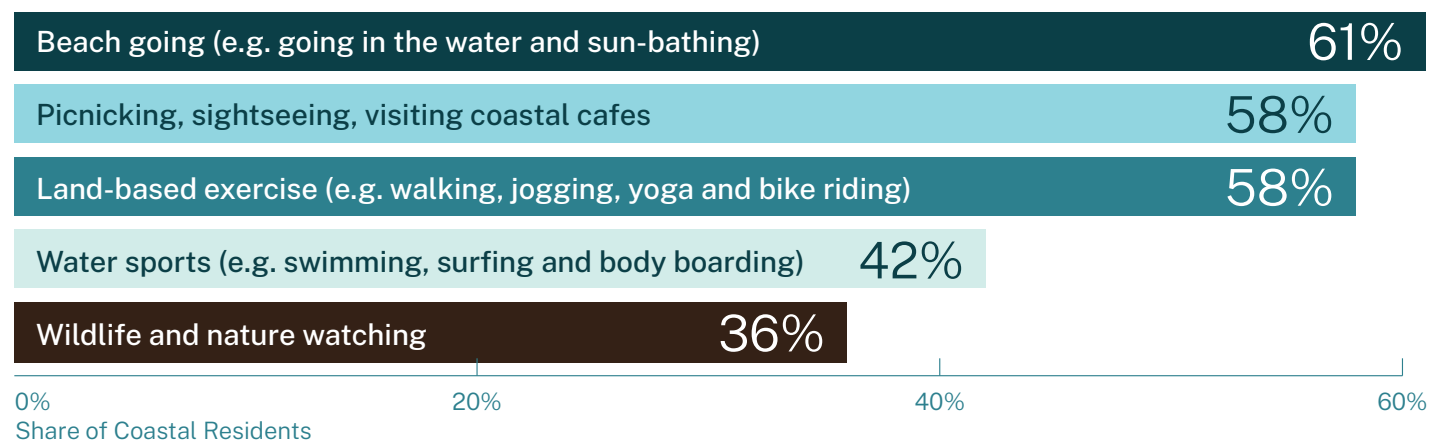 Beach going (e.g. going in the water and sun-bathing) 61%
Picnicking, sightseeing, visiting coastal cafes 58%
Land-based exercise (e.g. walking, jogging, yoga and bike riding) 58%
Water sports (e.g. swimming, surfing and body boarding) 42%
Wildlife and nature watching 36%
0% 20% 40% 60%
Share of Coastal Residents